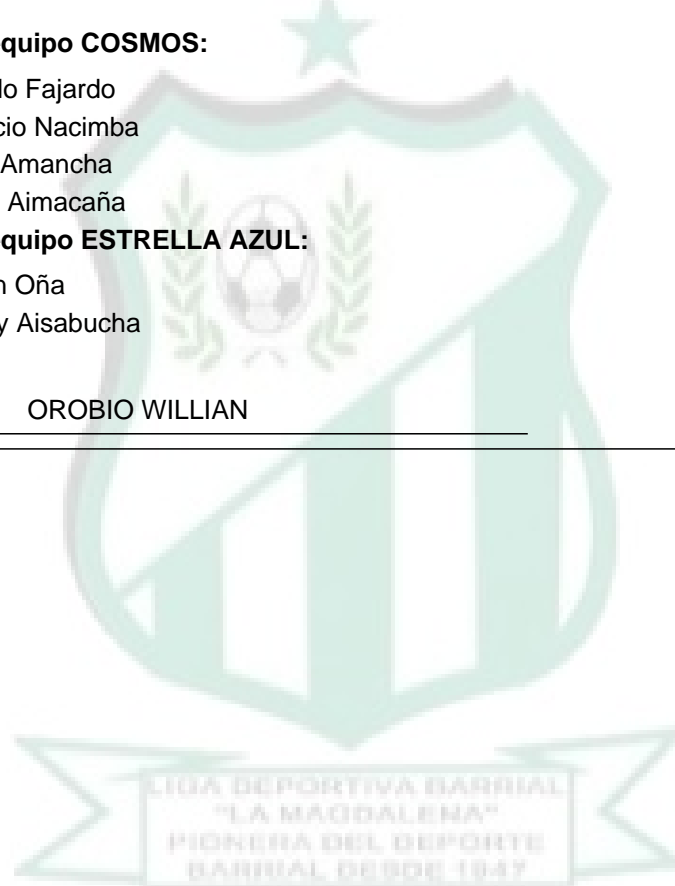 quipo COSMOS:
lo Fajardo
cio Nacimba
Amancha
Aimacaña
quipo ESTRELLA AZUL:
n Oña
y Aisabucha
OROBIO WILLIAN
LIGA DEPORTIVA BARRIAL
"LA MAGDALENA"
PIONERA DEL DEPORTE
BARRIAL DESDE 1947